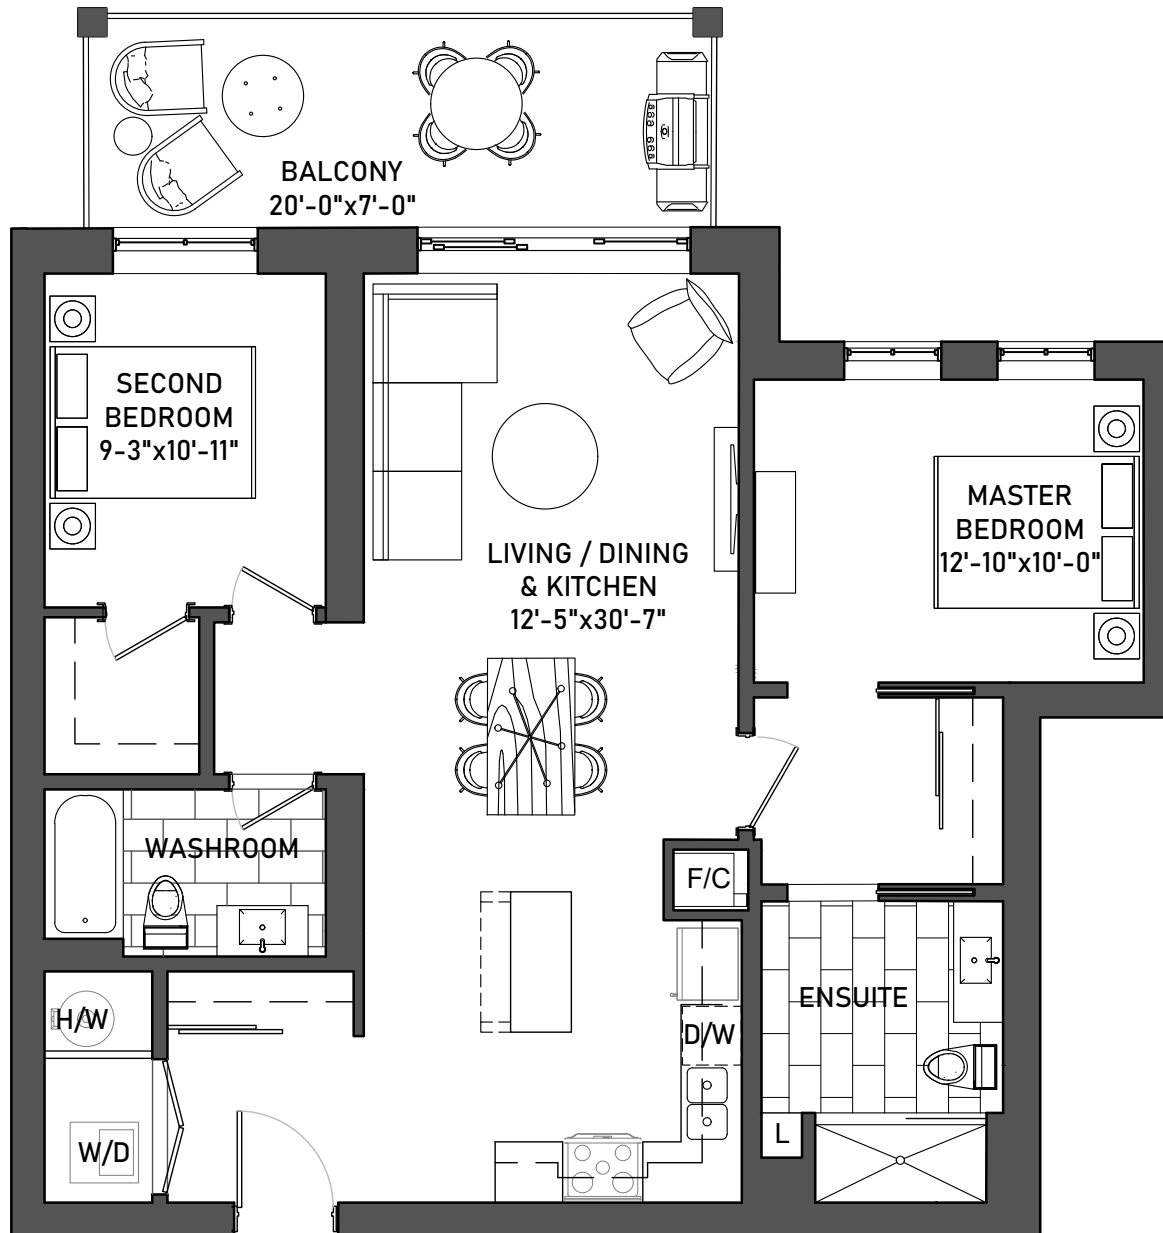 BALCONY
20'-0"x7'-0"
SECOND
BEDROOM
9-3"x10'-11"
MASTER
BEDROOM
12'-10"x10'-0"
LIVING / DINING
& KITCHEN
12'-5"x30'-7"
WASHROOM
F/C
ENSUITE
H/W
D/W
W/D
L